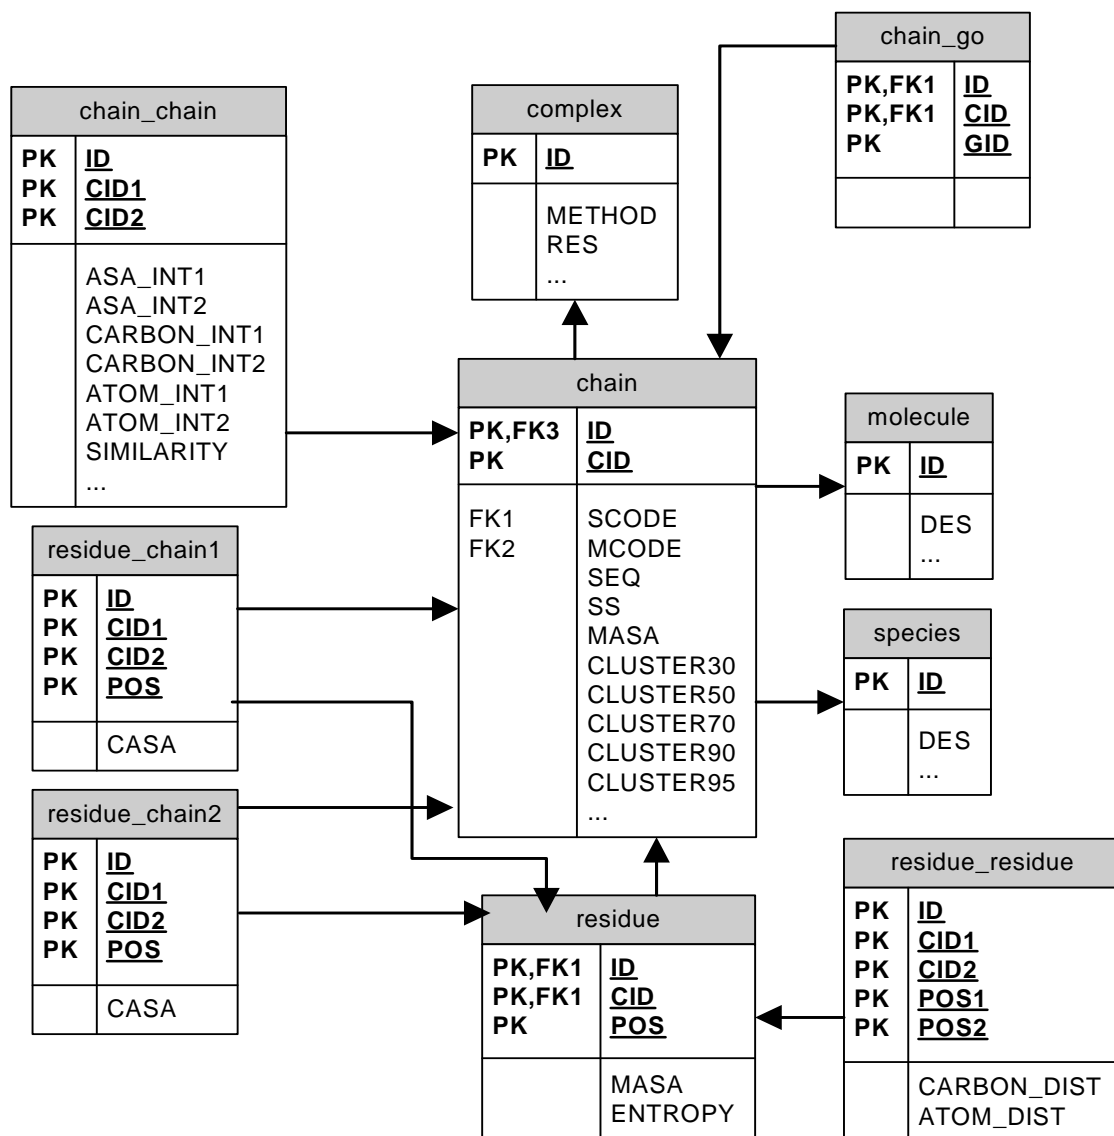 chain_go
PK,FK1 ID
PK,FK1 CID
PK GID
chain_chain
PK ID
PK CID1
PK CID2
ASA_INT1
ASA_INT2
CARBON_INT1
CARBON_INT2
ATOM_INT1
ATOM_INT2
SIMILARITY
...
complex
PK ID
METHOD
RES
...
chain
PK,FK3 ID
PK CID
FK1 SCODE
FK2 MCODE
SEQ
SS
MASA
CLUSTER30
CLUSTER50
CLUSTER70
CLUSTER90
CLUSTER95
...
molecule
PK ID
DES
...
residue_chain1
PK ID
PK CID1
PK CID2
PK POS
CASA
species
PK ID
DES
...
residue_chain2
PK ID
PK CID1
PK CID2
PK POS
CASA
residue
PK,FK1 ID
PK,FK1 CID
PK POS
MASA
ENTROPY
residue_residue
PK ID
PK CID1
PK CID2
PK POS1
PK POS2
CARBON_DIST
ATOM_DIST